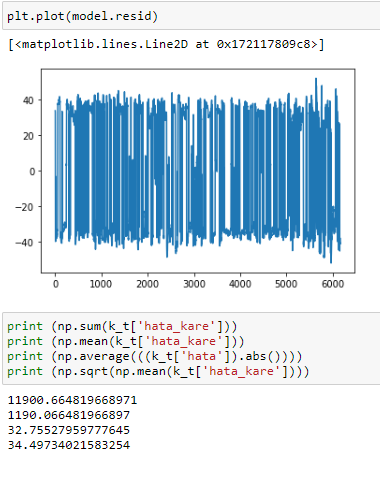 plt.plot(model.resid)
[<matplotlib.lines.Line2D at 0x172117809c8>]
40
20
0
−20
−40
0 1000 2000 3000 4000 5000 6000
print (np.sum(k_t['hata_kare']))
print (np.mean(k_t['hata_kare']))
print (np.average(((k_t['hata']).abs())))
print (np.sqrt(np.mean(k_t['hata_kare'])))
11900.664819668971
1190.066481966897
32.75527959777645
34.49734021583254